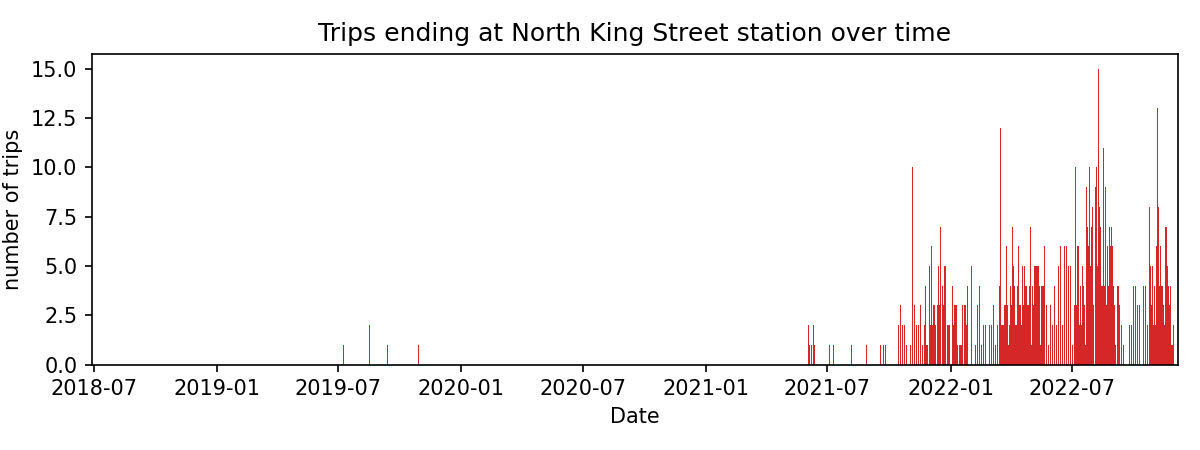 Trips ending at North King Street station over time
15.0
12.5
10.0
7.5
5.0
2.5
0.0
number of trips
2018-07 2019-01 2019-07 2020-01 2020-07 2021-01 2021-07 2022-01 2022-07
Date